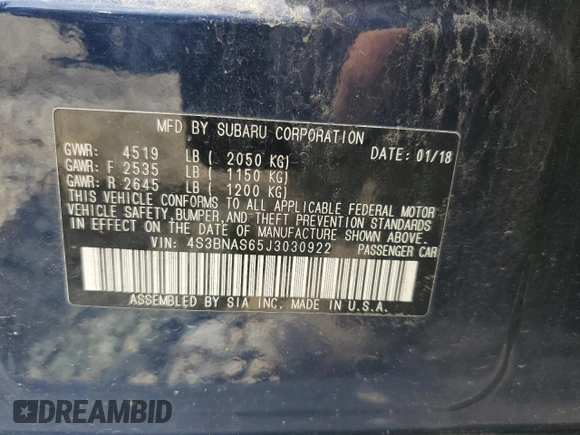 MFD BY SUBARU CORPORATION
GVWR: 4519 LB ( 2050 KG) DATE: 01/18
GAWR: F 2535 LB ( 1150 KG)
GAWR: R 2645 LB ( 1200 KG)
THIS VEHICLE CONFORMS TO ALL APPLICABLE FEDERAL MOTOR
VEHICLE SAFETY, BUMPER, AND THEFT PREVENTION STANDARDS
IN EFFECT ON THE DATE OF MANUFACTURE SHOWN ABOVE.
VIN: 4S3BNAS65J3030922 PASSENGER CAR
ASSEMBLED BY SIA INC. MADE IN U.S.A.
DREAMBID